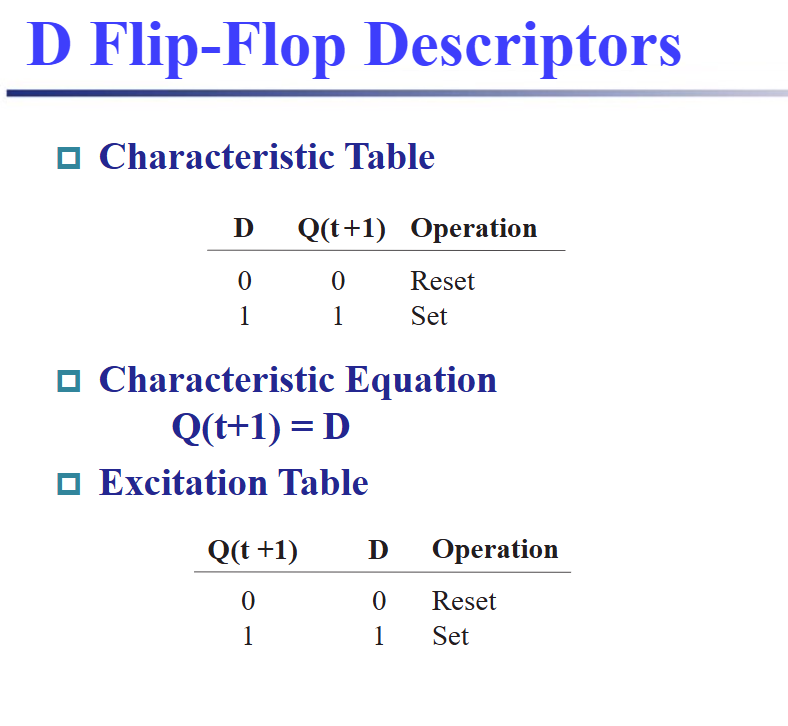 D Flip-Flop Descriptors
Characteristic Table
D Q(t+1) Operation
0 0 Reset
1 1 Set
Characteristic Equation
Q(t+1) = D
Excitation Table
Q(t +1) D Operation
0 0 Reset
1 1 Set